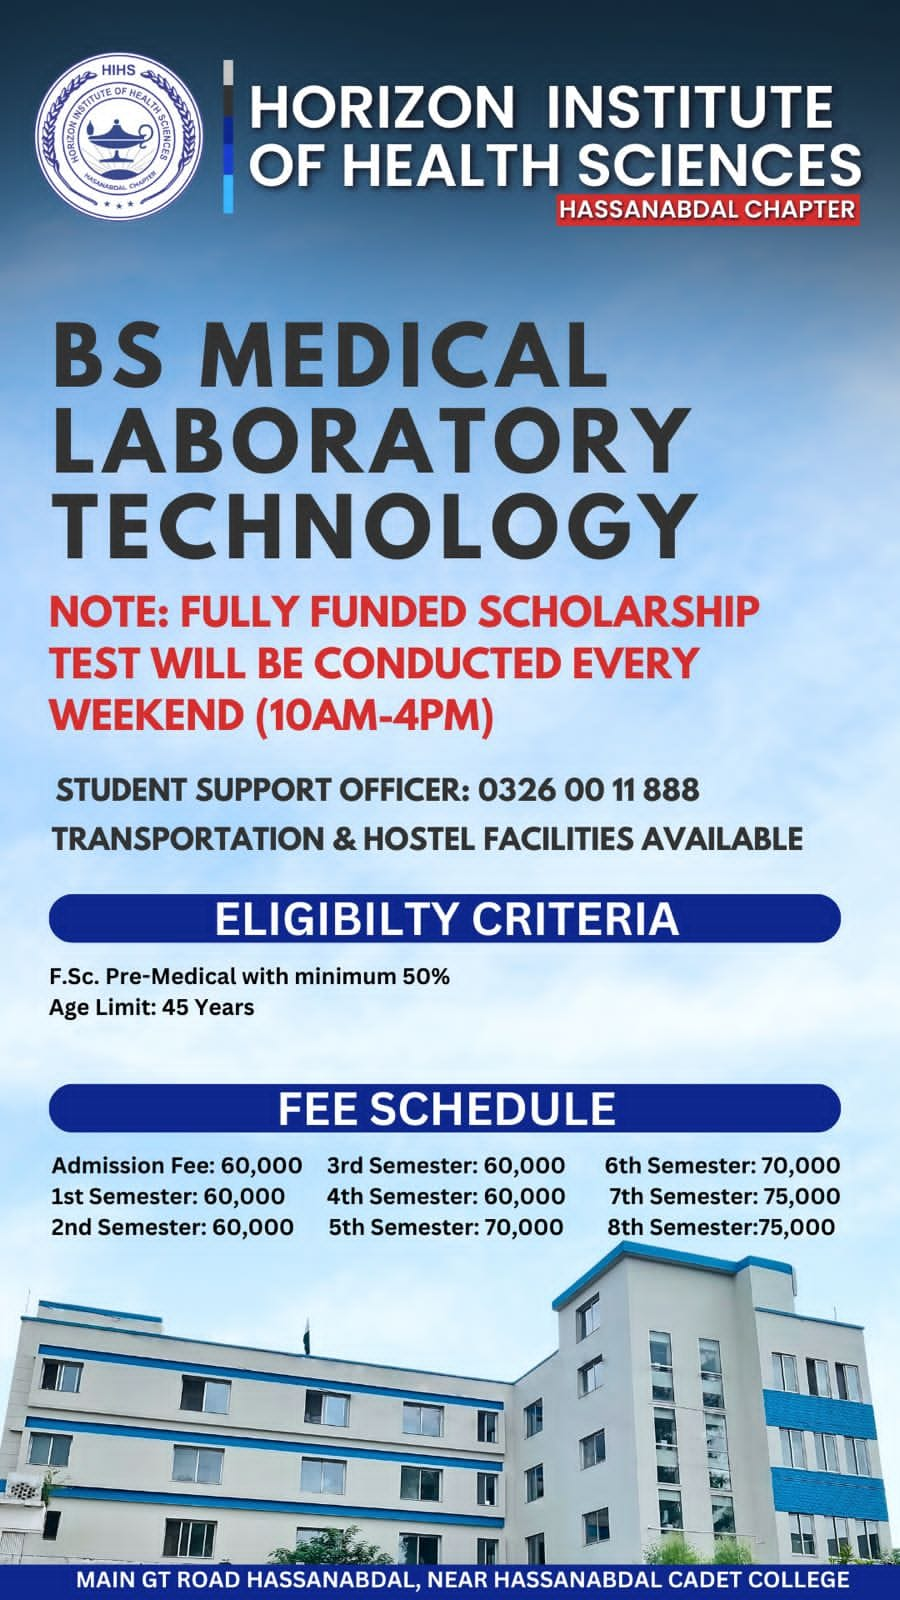 HIHS
HORIZON INSTITUTE OF HEALTH SCIENCES
HASANABDAL CHAPTER
HORIZON INSTITUTE
OF HEALTH SCIENCES
HASSANABDAL CHAPTER
BS MEDICAL
LABORATORY
TECHNOLOGY
NOTE: FULLY FUNDED SCHOLARSHIP
TEST WILL BE CONDUCTED EVERY
WEEKEND (10AM-4PM)
STUDENT SUPPORT OFFICER: 0326 00 11 888
TRANSPORTATION & HOSTEL FACILITIES AVAILABLE
ELIGIBILTY CRITERIA
F.Sc. Pre-Medical with minimum 50%
Age Limit: 45 Years
FEE SCHEDULE
Admission Fee: 60,000 3rd Semester: 60,000 6th Semester: 70,000
1st Semester: 60,000 4th Semester: 60,000 7th Semester: 75,000
2nd Semester: 60,000 5th Semester: 70,000 8th Semester:75,000
MAIN GT ROAD HASSANABDAL, NEAR HASSANABDAL CADET COLLEGE